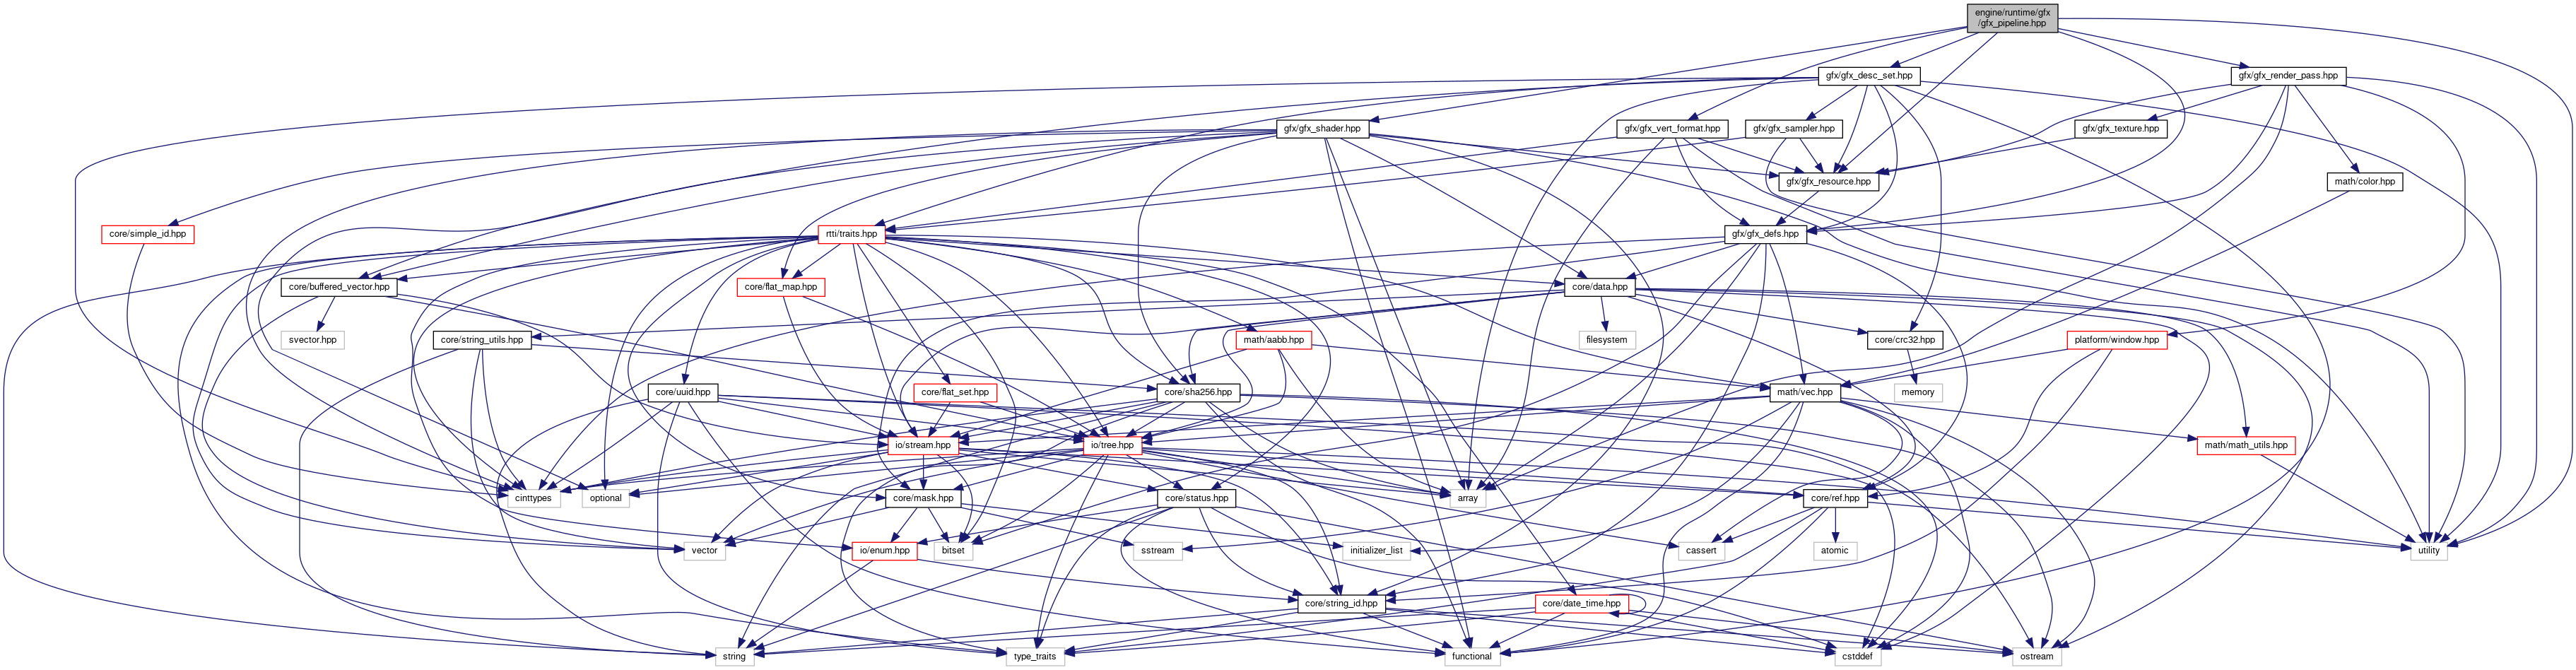 engine/runtime/gfx
/gfx_pipeline.hpp
gfx/gfx_desc_set.hpp
gfx/gfx_render_pass.hpp
gfx/gfx_shader.hpp
gfx/gfx_vert_format.hpp
gfx/gfx_sampler.hpp
gfx/gfx_texture.hpp
gfx/gfx_resource.hpp
math/color.hpp
core/simple_id.hpp
rtti/traits.hpp
gfx/gfx_defs.hpp
core/buffered_vector.hpp
core/flat_map.hpp
core/data.hpp
svector.hpp
core/string_utils.hpp
math/aabb.hpp
filesystem
core/crc32.hpp
platform/window.hpp
core/uuid.hpp
core/flat_set.hpp
core/sha256.hpp
math/vec.hpp
memory
io/stream.hpp
io/tree.hpp
math/math_utils.hpp
cinttypes
optional
core/mask.hpp
core/status.hpp
array
core/ref.hpp
vector
io/enum.hpp
bitset
sstream
initializer_list
cassert
atomic
utility
core/string_id.hpp
core/date_time.hpp
string
type_traits
functional
cstddef
ostream